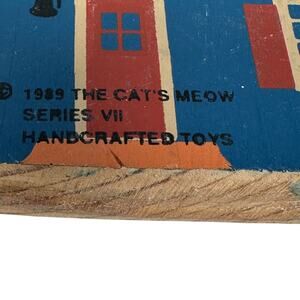 © 1989 THE CAT'S MEOW
SERIES VII
HANDCRAFTED TOYS